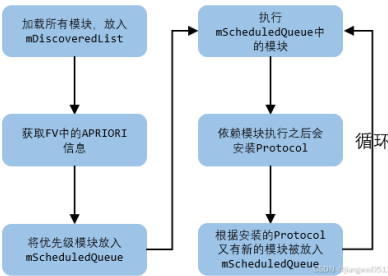 加载所有模块，放入
mDiscoveredList
获取FV中的APRIORI
信息
将优先级模块放入
mScheduledQueue
执行
mScheduledQueue中
的模块
依赖模块执行之后会
安装Protocol
根据安装的Protocol
又有新的模块被放入
mScheduledQueue
循环